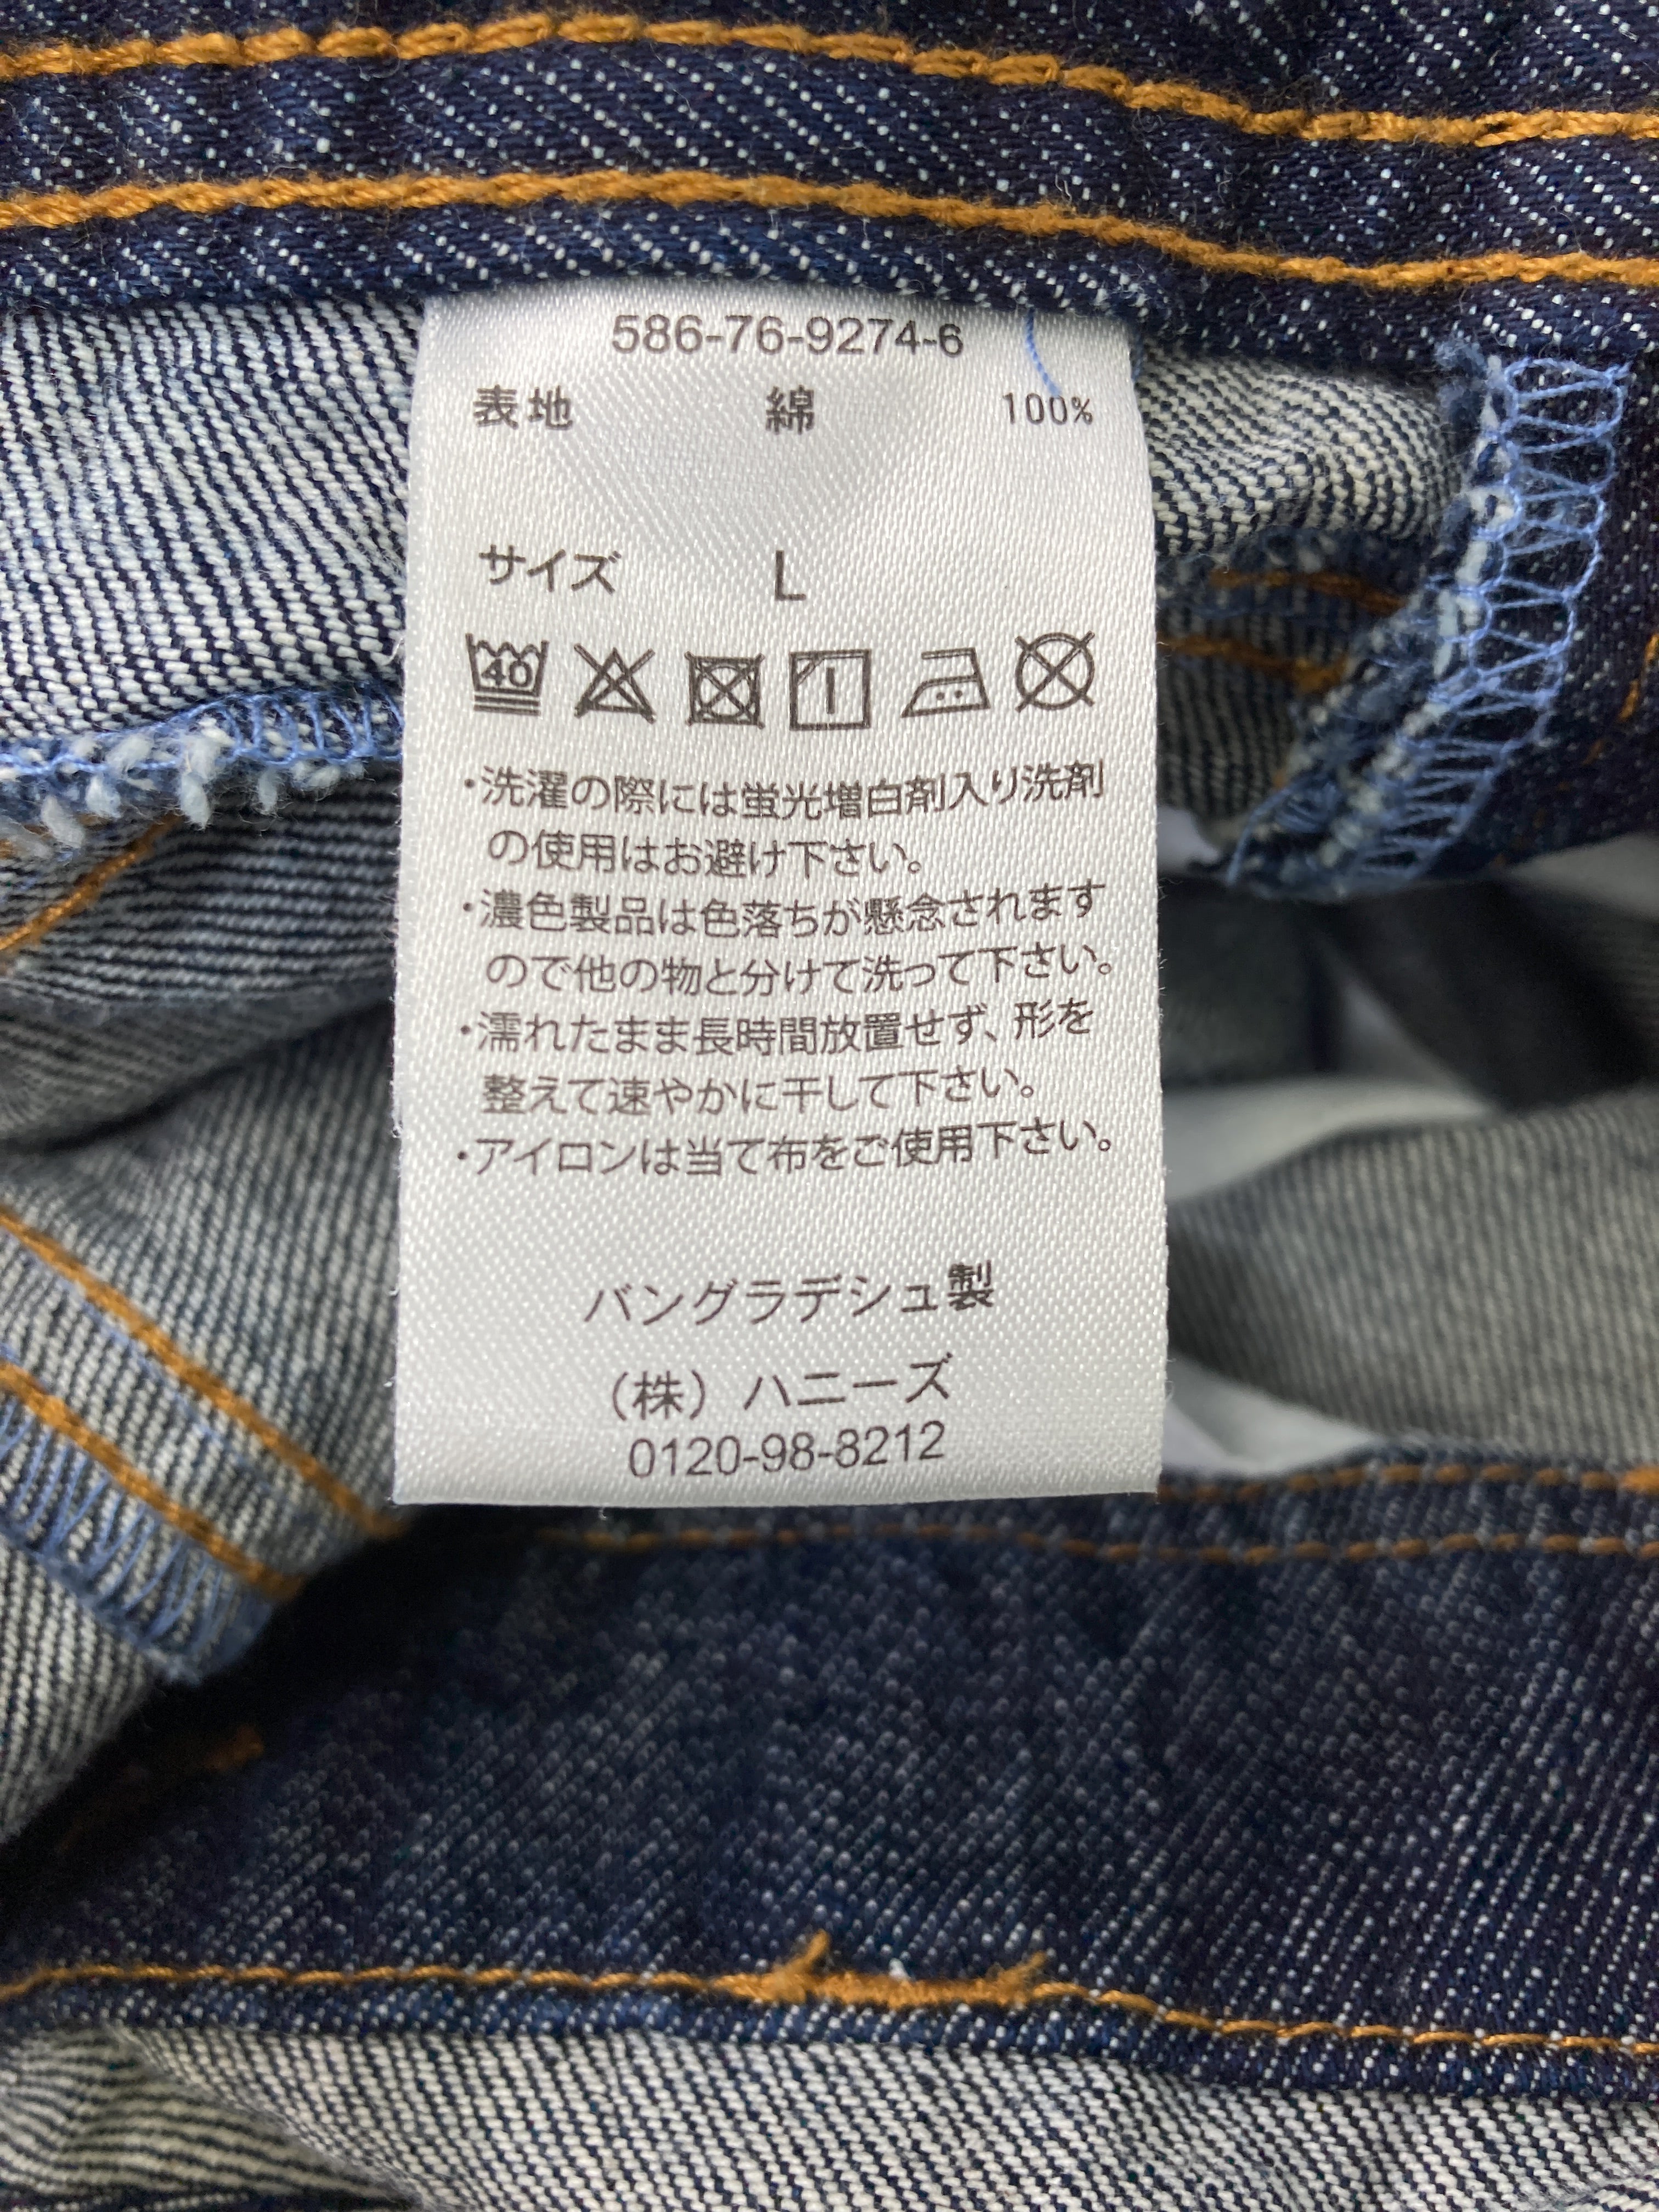 586-76-9274-6
表地 綿 100%
サイズ L
40
・洗濯の際には蛍光増白剤入り洗剤
の使用はお避け下さい。
・濃色製品は色落ちが懸念されます
ので他の物と分けて洗って下さい。
・濡れたまま長時間放置せず、形を
整えて速やかに干して下さい。
・アイロンは当て布をご使用下さい。
バングラデシュ製
（株）ハニーズ
0120-98-8212